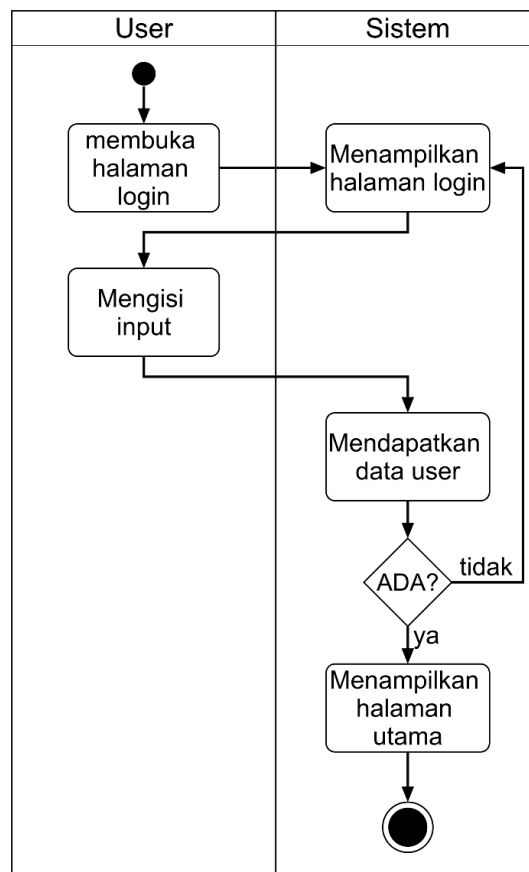 User
Sistem
membuka
halaman
login
Menampilkan
halaman login
Mengisi
input
Mendapatkan
data user
ADA?
tidak
ya
Menampilkan
halaman
utama